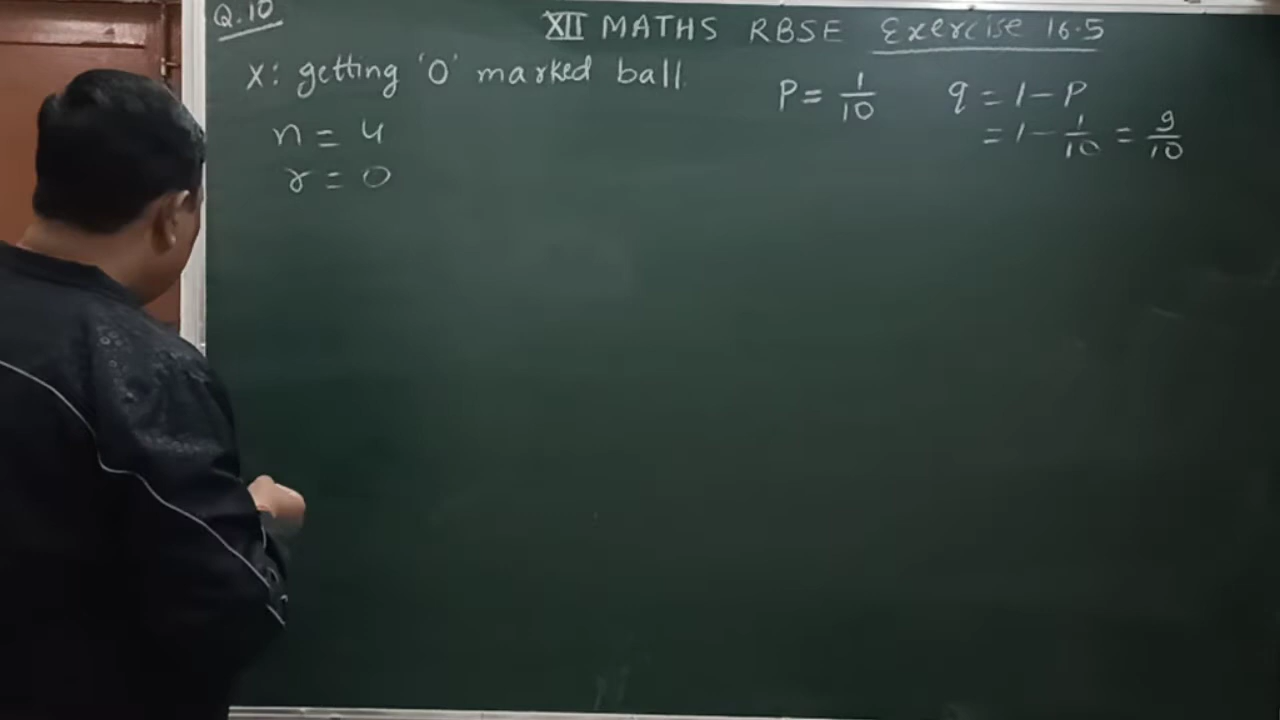 Q.10
XII MATHS RBSE Exercise 16.5
X: getting '0' marked ball.
P = 1/10 q = 1 - P
= 1 - 1/10 = 9/10
n = 4
r = 0